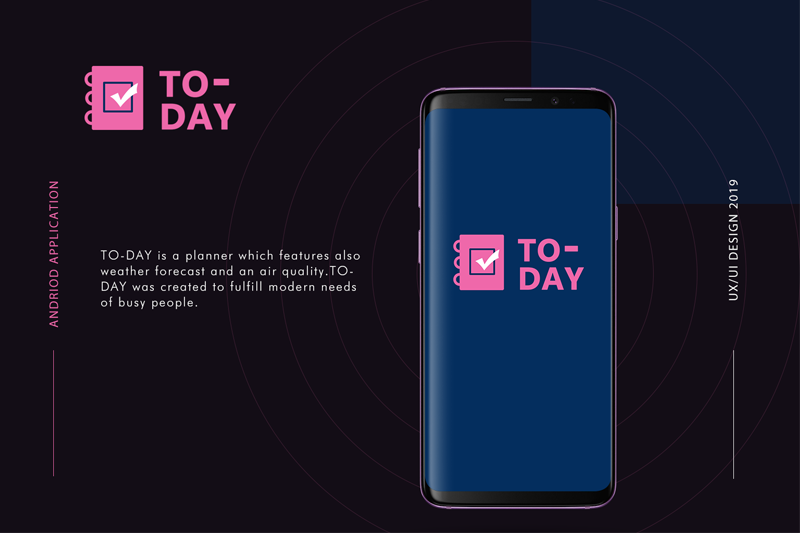 TO-
DAY
ANDRIOD APPLICATION
TO-DAY is a planner which features also
weather forecast and an air quality.TO-
DAY was created to fulfill modern needs
of busy people.
TO-
DAY
UX/UI DESIGN 2019